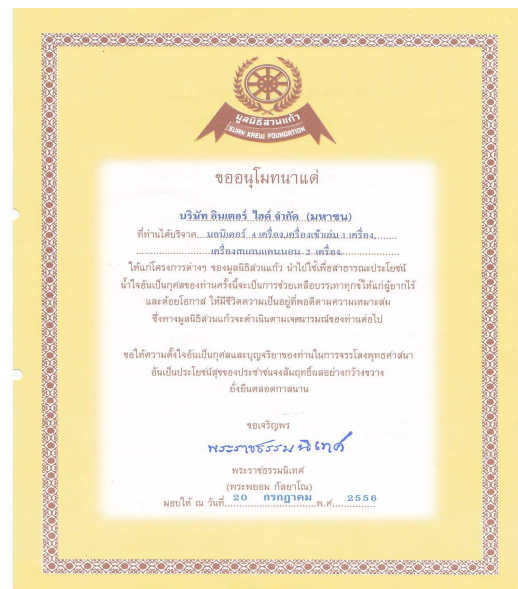 มูลนิธิสวนแก้ว
SUAN KAEW FOUNDATION
ขออนุโมทนาแด่
บริษัท อินเตอร์ ไฮด์ จำกัด (มหาชน)
ที่ท่านได้บริจาค...มอนิเตอร์ 4 เครื่อง,เครื่องเข้าเล่ม 1 เครื่อง,.......
เครื่องสแกนแคนนอน 2 เครื่อง
ให้แก่โครงการต่างๆ ของมูลนิธิสวนแก้ว นำไปใช้เพื่อสาธารณะประโยชน์
น้ำใจอันเป็นกุศลของท่านครั้งนี้จะเป็นการช่วยเหลือบรรเทาทุกข์ให้แก่ผู้ยากไร้
และด้อยโอกาส ให้มีชีวิตความเป็นอยู่ที่พอดีตามความเหมาะสม
ซึ่งทางมูลนิธิสวนแก้วจะดำเนินตามเจตนารมณ์ของท่านต่อไป
ขอให้ความตั้งใจอันเป็นกุศลและบุญจริยาของท่านในการจรรโลงพุทธศาสนา
อันเป็นประโยชน์สุขของประชาชนจงสัมฤทธิ์ผลอย่างกว้างขวาง
ยั่งยืนตลอดกาลนาน
ขอเจริญพร
พระราชธรรมนิเทศ
พระราชธรรมนิเทศ
(พระพยอม กัลยาโณ)
มอบให้ ณ วันที่ 20 กรกฎาคม พ.ศ. 2556